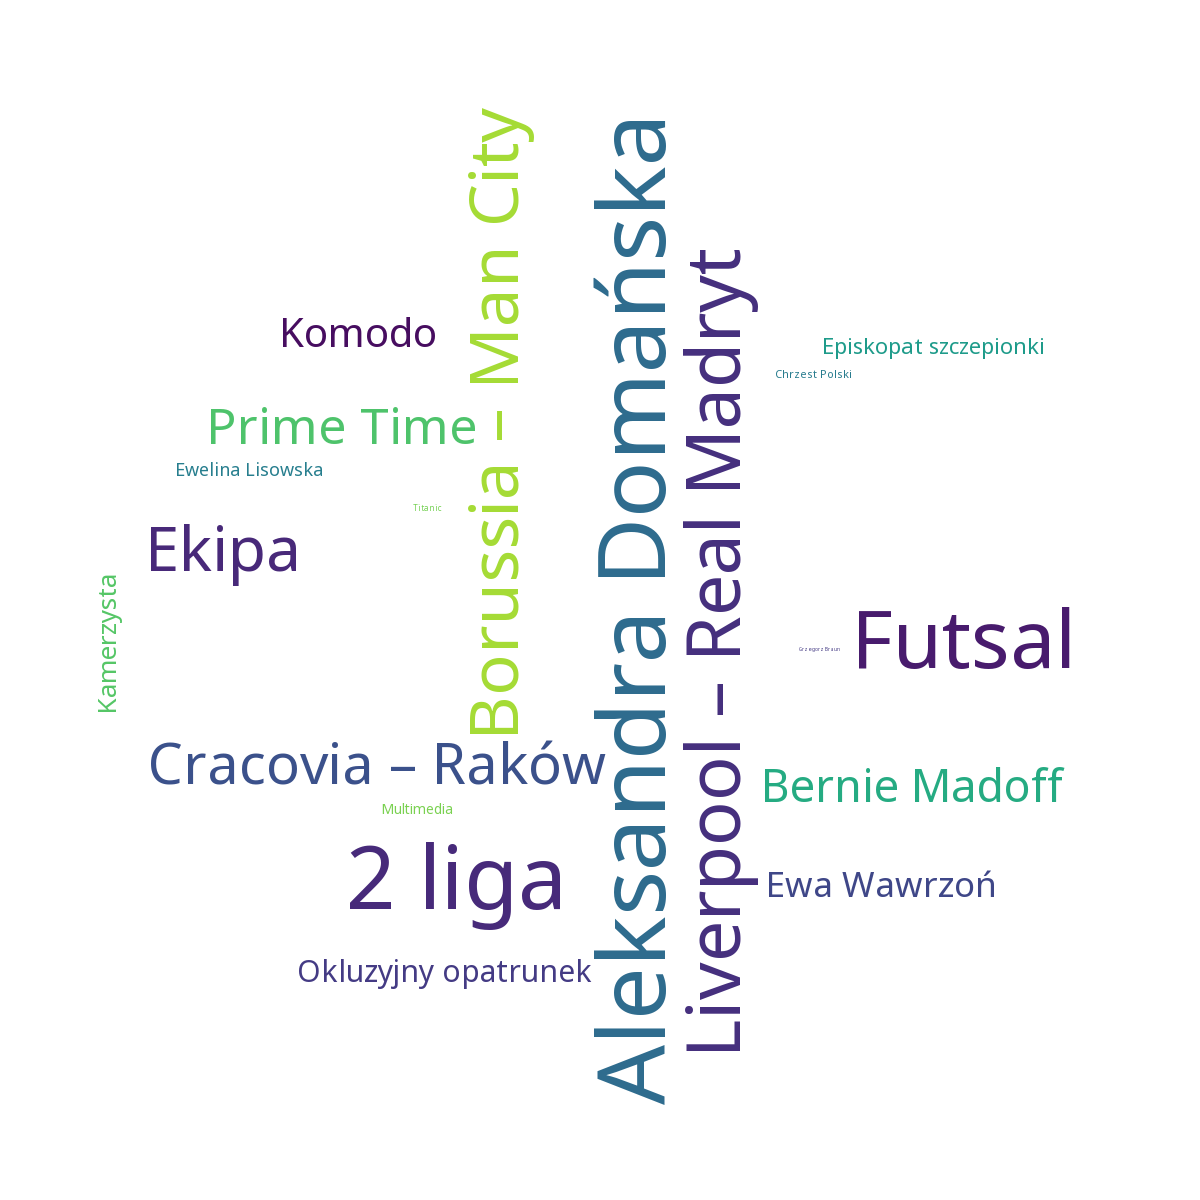 Borussia – Man City
Aleksandra Domańska
Liverpool – Real Madryt
Komodo
Episkopat szczepionki
Chrzest Polski
Prime Time
Ewelina Lisowska
Titanic
Ekipa
Kamerzysta
Futsal
Grzegorz Braun
Cracovia – Raków
Bernie Madoff
Multimedia
2 liga
Ewa Wawrzoń
Okluzyjny opatrunek